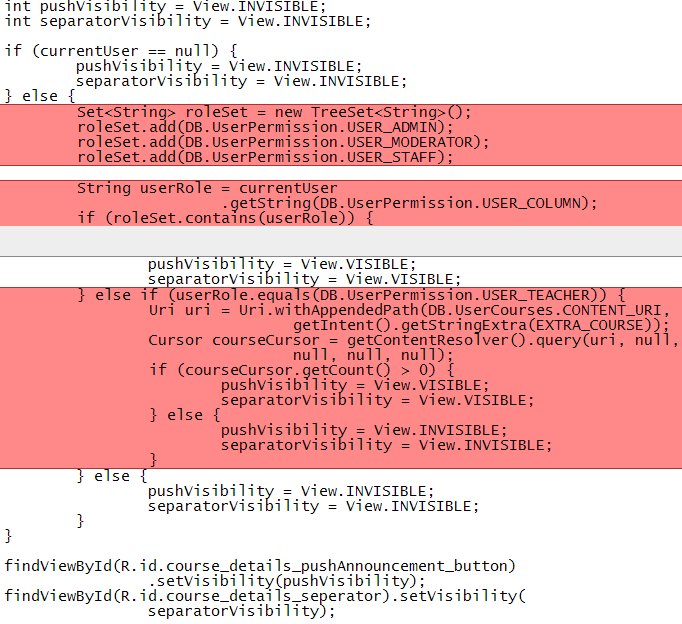 int pushVisibility = View.INVISIBLE;
int separatorVisibility = View.INVISIBLE;
if (currentUser == null) {
pushVisibility = View.INVISIBLE;
separatorVisibility = View.INVISIBLE;
} else {
Set<String> roleSet = new TreeSet<String>();
roleSet.add(DB.UserPermission.USER_ADMIN);
roleSet.add(DB.UserPermission.USER_MODERATOR);
roleSet.add(DB.UserPermission.USER_STAFF);
String userRole = currentUser
.getString(DB.UserPermission.USER_COLUMN);
if (roleSet.contains(userRole)) {
pushVisibility = View.VISIBLE;
separatorVisibility = View.VISIBLE;
} else if (userRole.equals(DB.UserPermission.USER_TEACHER)) {
Uri uri = Uri.withAppendedPath(DB.UserCourses.CONTENT_URI,
getIntent().getStringExtra(EXTRA_COURSE));
Cursor courseCursor = getContentResolver().query(uri, null,
null, null, null);
if (courseCursor.getCount() > 0) {
pushVisibility = View.VISIBLE;
separatorVisibility = View.VISIBLE;
} else {
pushVisibility = View.INVISIBLE;
separatorVisibility = View.INVISIBLE;
}
} else {
pushVisibility = View.INVISIBLE;
separatorVisibility = View.INVISIBLE;
}
}
findViewById(R.id.course_details_pushAnnouncement_button)
.setVisibility(pushVisibility);
findViewById(R.id.course_details_seperator).setVisibility(
separatorVisibility);